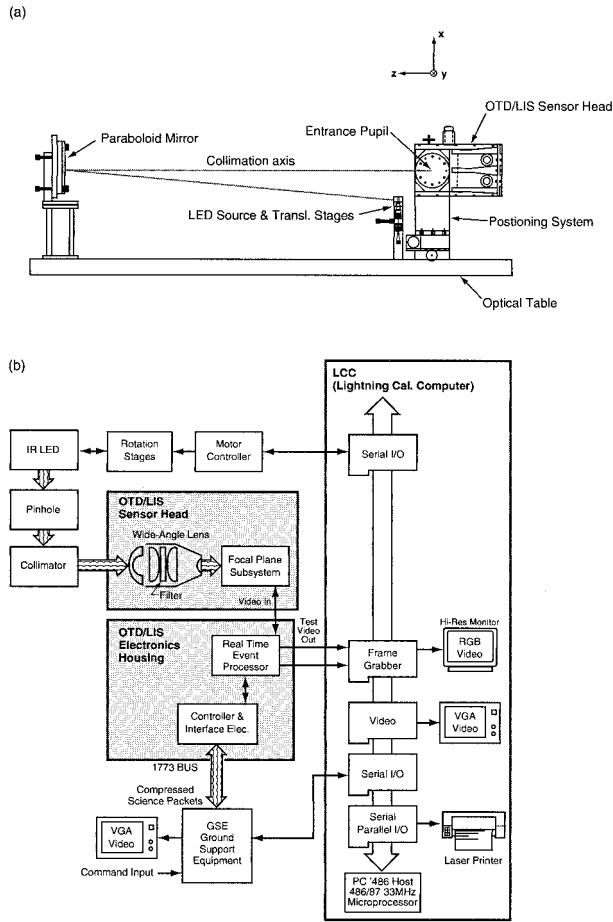 (a)
x
z
y
OTD/LIS Sensor Head
Entrance Pupil
Paraboloid Mirror
Collimation axis
LED Source & Transl. Stages
Postioning System
Optical Table
(b)
LCC
(Lightning Cal. Computer)
IR LED
Rotation
Stages
Motor
Controller
Serial I/O
Pinhole
OTD/LIS
Sensor Head
Wide-Angle Lens
Collimator
Focal Plane
Subsystem
Filter
Video In
OTD/LIS
Electronics
Housing
Test
Video
Out
Hi-Res Monitor
Real Time
Event
Processor
Frame
Grabber
RGB
Video
Controller &
Interface Elec.
Video
VGA
Video
1773 BUS
Compressed
Science Packets
Serial I/O
VGA
Video
GSE
Ground
Support
Equipment
Serial
Parallel I/O
Laser Printer
Command Input
PC '486 Host
486/87 33MHz
Microprocessor